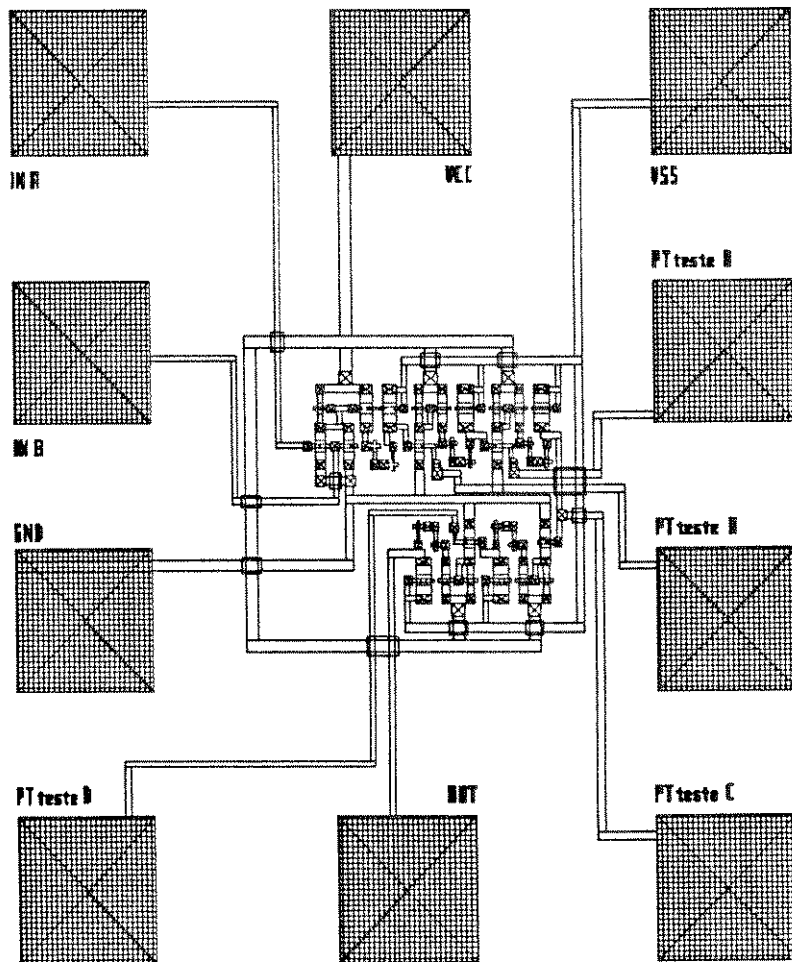 IN A
VCC
VSS
PT teste
IN B
GND
PT teste
PT teste D
OUT
PT teste C